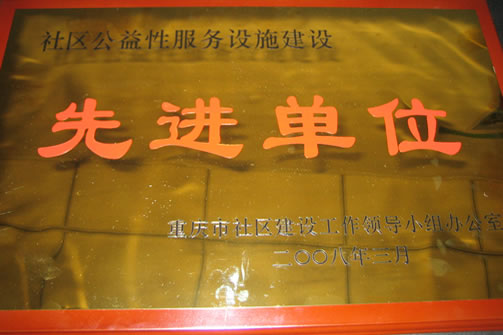 社区公益性服务设施建设
先进单位
重庆市社区建设工作领导小组办公室
二〇〇八年二月